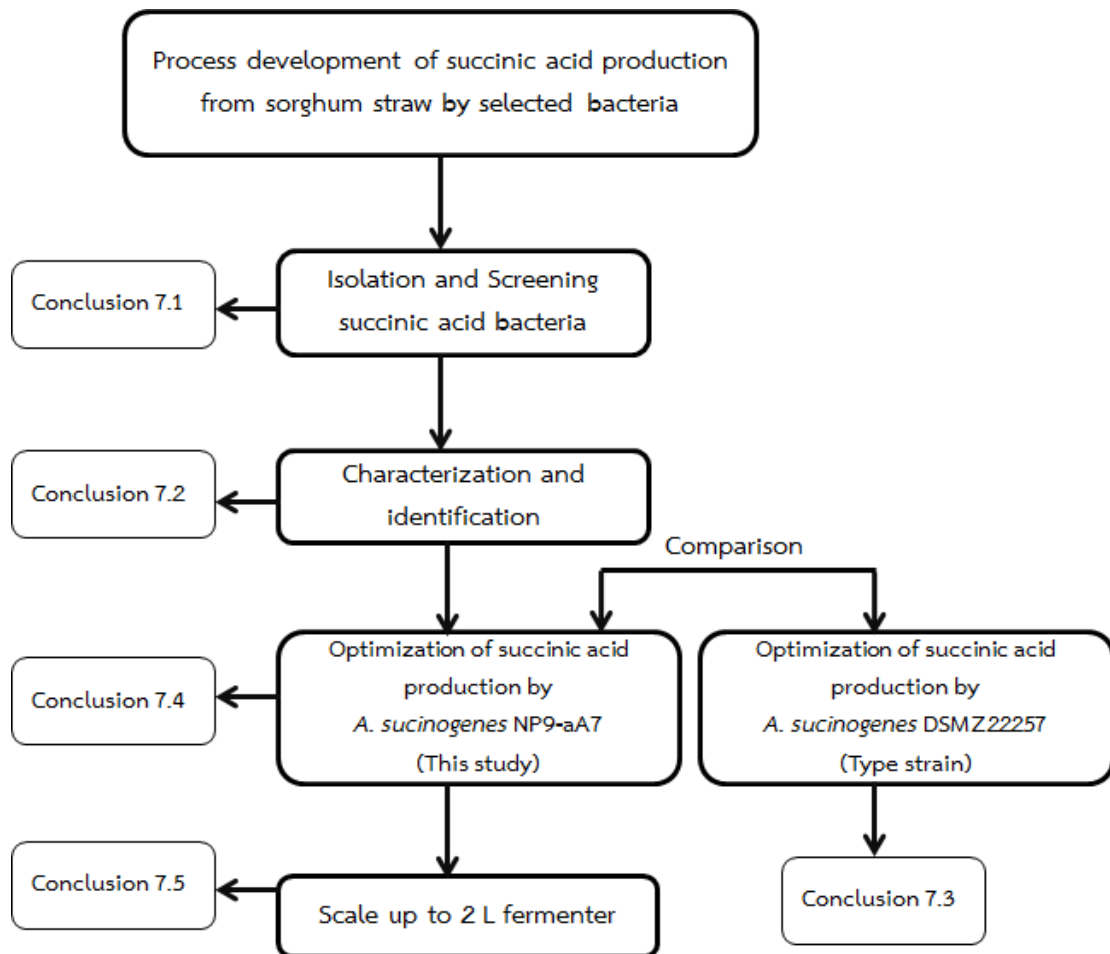 Process development of succinic acid production
from sorghum straw by selected bacteria
Conclusion 7.1
Isolation and Screening
succinic acid bacteria
Conclusion 7.2
Characterization and
identification
Comparison
Conclusion 7.4
Optimization of succinic acid
production by
A. sucinogenes NP9-aA7
(This study)
Optimization of succinic acid
production by
A. sucinogenes DSMZ22257
(Type strain)
Conclusion 7.5
Scale up to 2 L fermenter
Conclusion 7.3